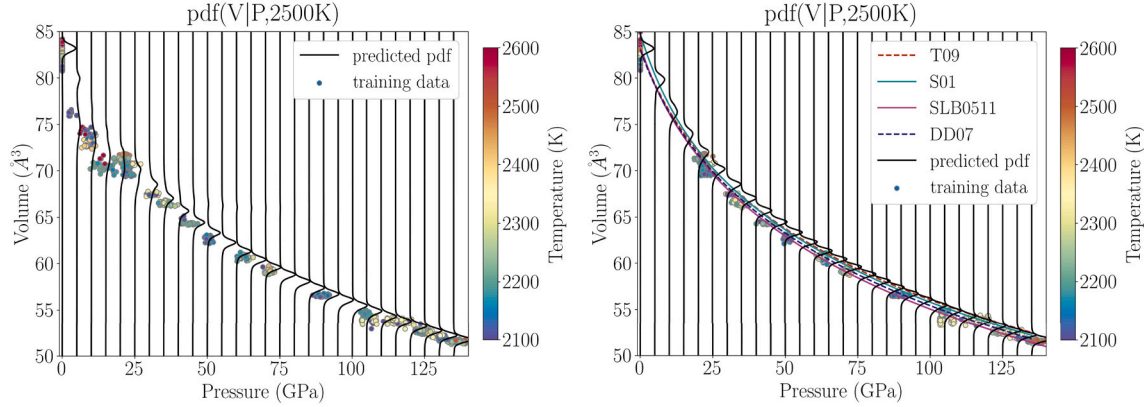 pdf(V|P,2500K)
85
80
75
70
65
60
55
50
Volume (Å³)
0
25
50
75
100
125
Pressure (GPa)
predicted pdf
training data
2600
2500
2400
2300
2200
2100
Temperature (K)
pdf(V|P,2500K)
85
80
75
70
65
60
55
50
Volume (Å³)
0
25
50
75
100
125
Pressure (GPa)
T09
S01
SLB0511
DD07
predicted pdf
training data
2600
2500
2400
2300
2200
2100
Temperature (K)